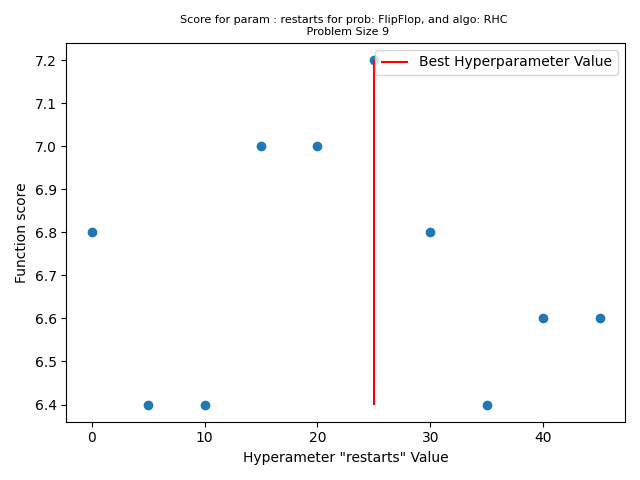 Score for param : restarts for prob: FlipFlop, and algo: RHC
Problem Size 9
Best Hyperparameter Value
7.2
7.1
7.0
6.9
6.8
6.7
6.6
6.5
6.4
Function score
0 10 20 30 40
Hyperameter "restarts" Value